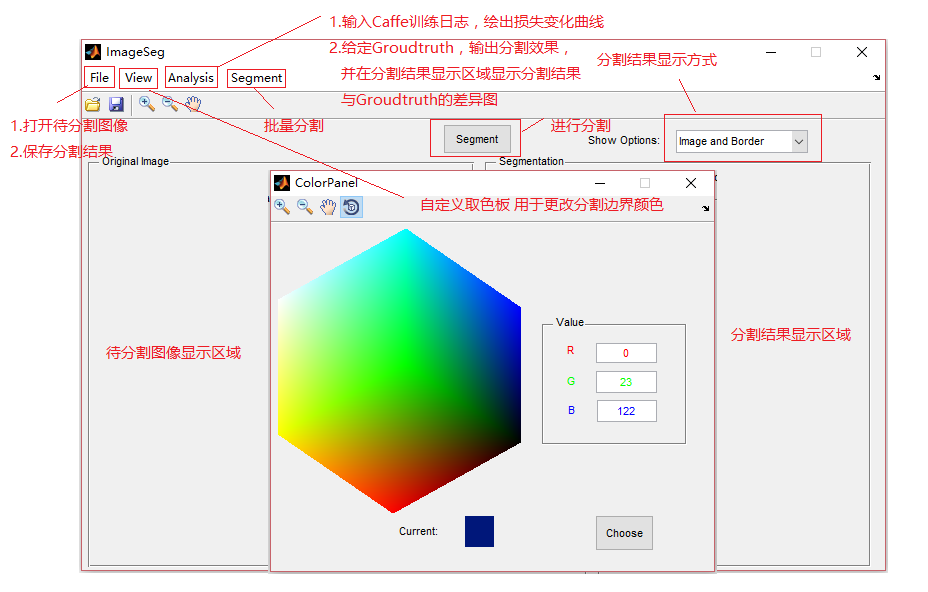 1.输入Caffe训练日志，绘出损失变化曲线
2.给定Groudtruth，输出分割效果，
并在分割结果显示区域显示分割结果
与Groudtruth的差异图
分割结果显示方式
ImageSeg
File View Analysis Segment
1.打开待分割图像
2.保存分割结果
批量分割
Segment
进行分割
Show Options:
Image and Border
Original Image
Segmentation
ColorPanel
自定义取色板 用于更改分割边界颜色
待分割图像显示区域
Value
R 0
G 23
B 122
分割结果显示区域
Current:
Choose